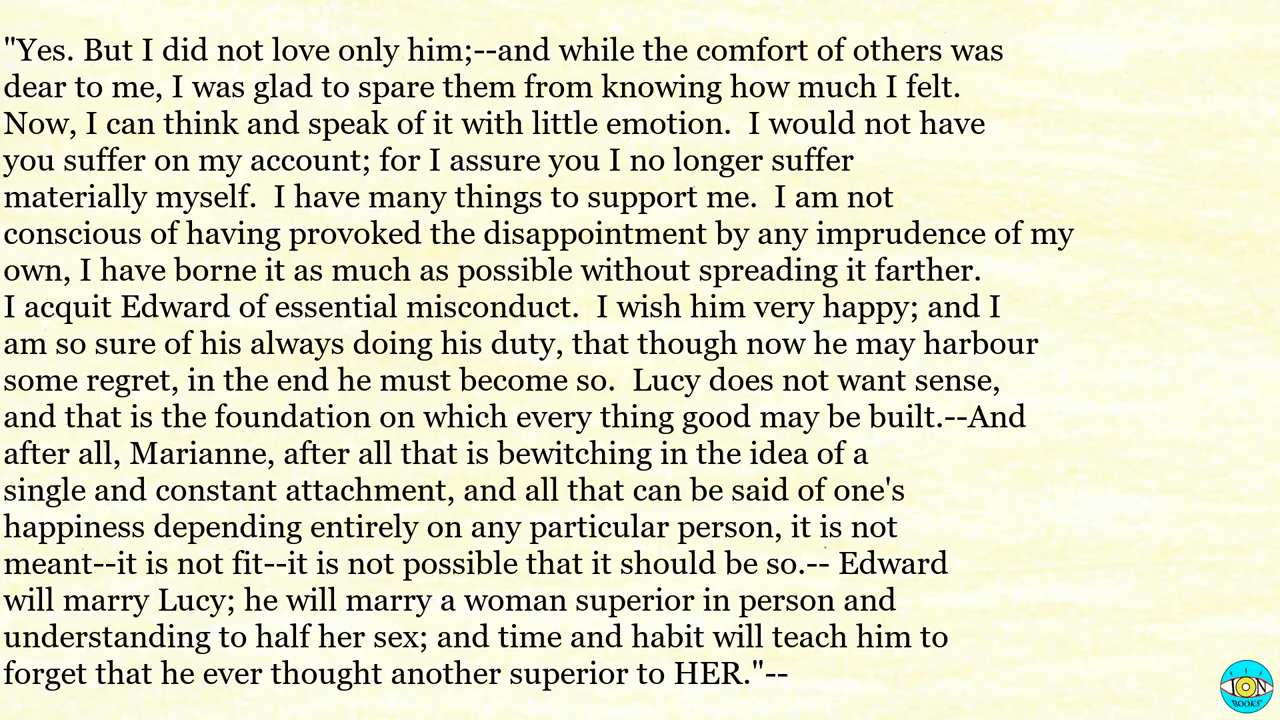 "Yes. But I did not love only him;--and while the comfort of others was
dear to me, I was glad to spare them from knowing how much I felt.
Now, I can think and speak of it with little emotion.  I would not have
you suffer on my account; for I assure you I no longer suffer
materially myself.  I have many things to support me.  I am not
conscious of having provoked the disappointment by any imprudence of my
own, I have borne it as much as possible without spreading it farther.
I acquit Edward of essential misconduct.  I wish him very happy; and I
am so sure of his always doing his duty, that though now he may harbour
some regret, in the end he must become so.  Lucy does not want sense,
and that is the foundation on which every thing good may be built.--And
after all, Marianne, after all that is bewitching in the idea of a
single and constant attachment, and all that can be said of one's
happiness depending entirely on any particular person, it is not
meant--it is not fit--it is not possible that it should be so.-- Edward
will marry Lucy; he will marry a woman superior in person and
understanding to half her sex; and time and habit will teach him to
forget that he ever thought another superior to HER."--
ION
BOOKS